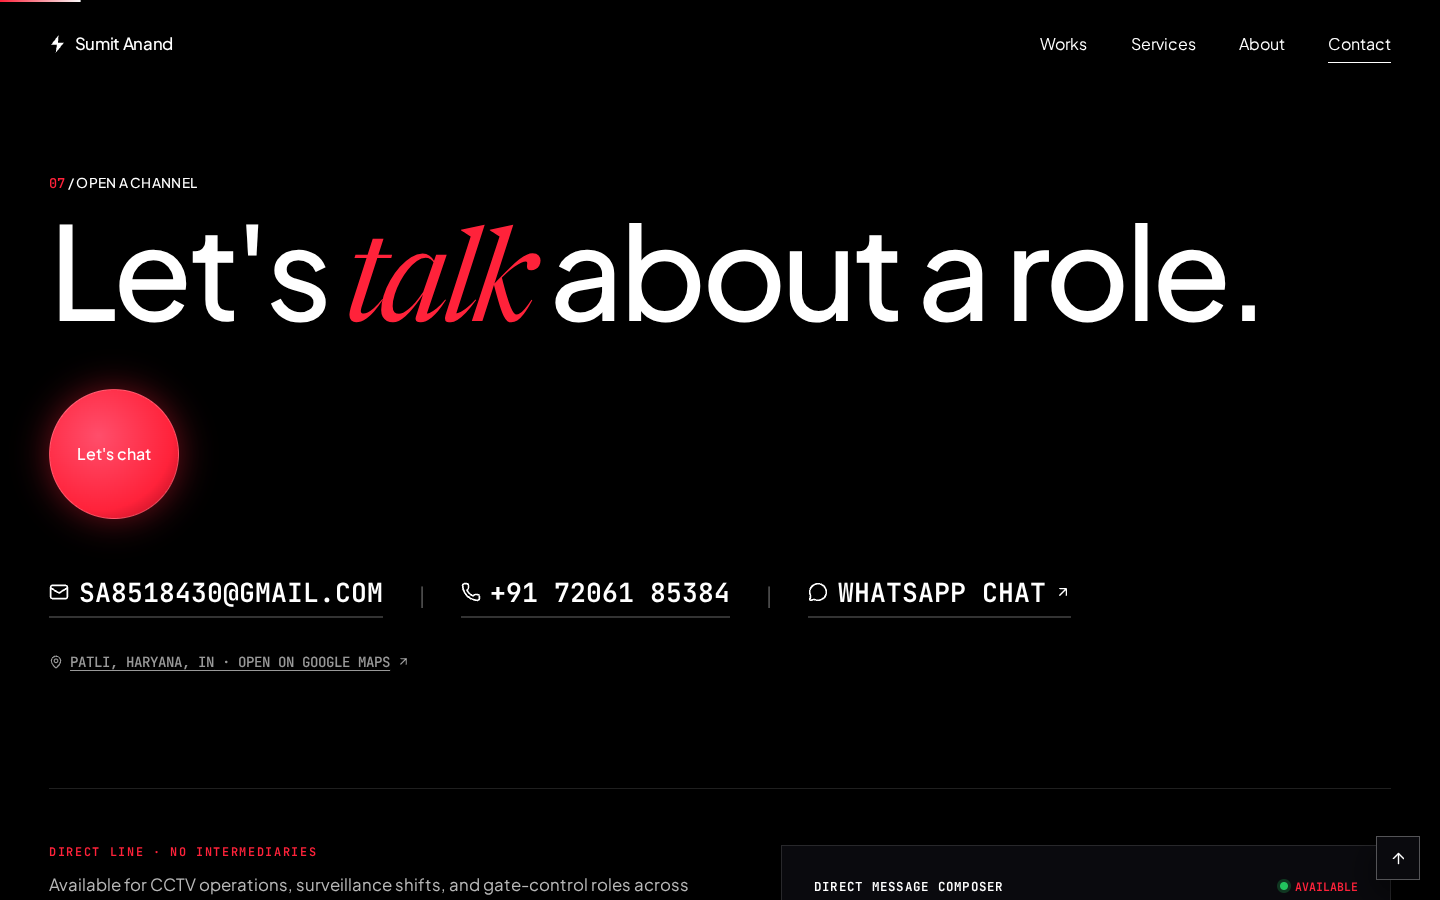 Sumit Anand
Works Services About Contact
07 / OPEN A CHANNEL
Let's talk about a role.
Let's chat
SA8518430@GMAIL.COM | +91 72061 85384 | WHATSAPP CHAT ↗
PATLI, HARYANA, IN · OPEN ON GOOGLE MAPS ↗
DIRECT LINE · NO INTERMEDIARIES
Available for CCTV operations, surveillance shifts, and gate-control roles across
DIRECT MESSAGE COMPOSER
AVAILABLE